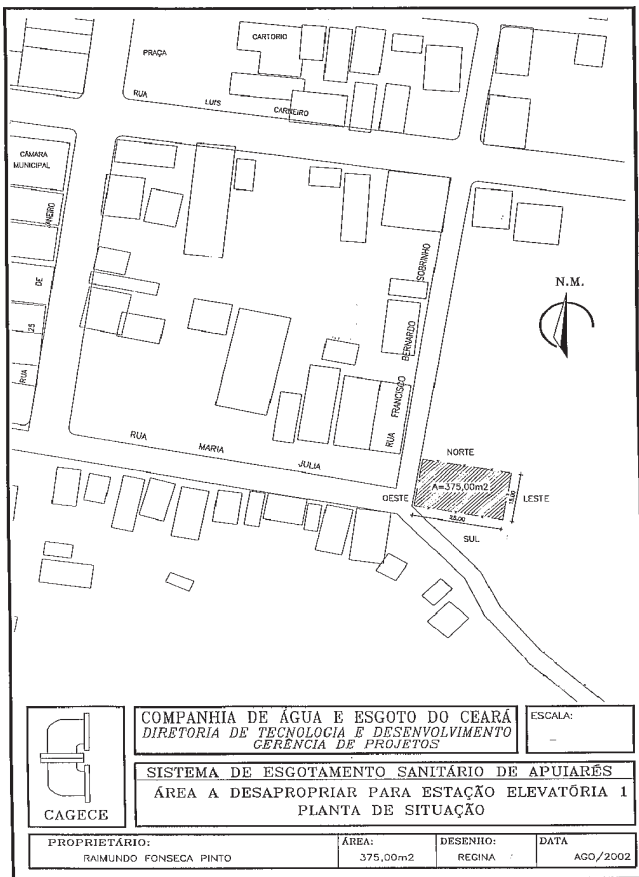 CARTORIO
PRAÇA
RUA LUIS CARNEIRO
CÂMARA
MUNICIPAL
RUA 25 DE JANEIRO
RUA FRANCISCO BERNARDO SOBRINHO
N.M.
RUA MARIA JULIA
NORTE
A=375,00m2
OESTE
LESTE
15,00
25,00
SUL
CAGECE
COMPANHIA DE ÁGUA E ESGOTO DO CEARÁ
DIRETORIA DE TECNOLOGIA E DESENVOLVIMENTO
GERÊNCIA DE PROJETOS
ESCALA:
SISTEMA DE ESGOTAMENTO SANITÁRIO DE APUIARÉS
ÁREA A DESAPROPRIAR PARA ESTAÇÃO ELEVATÓRIA 1
PLANTA DE SITUAÇÃO
PROPRIETÁRIO:
RAIMUNDO FONSECA PINTO
ÁREA:
375,00m2
DESENHO:
REGINA
DATA
AGO/2002